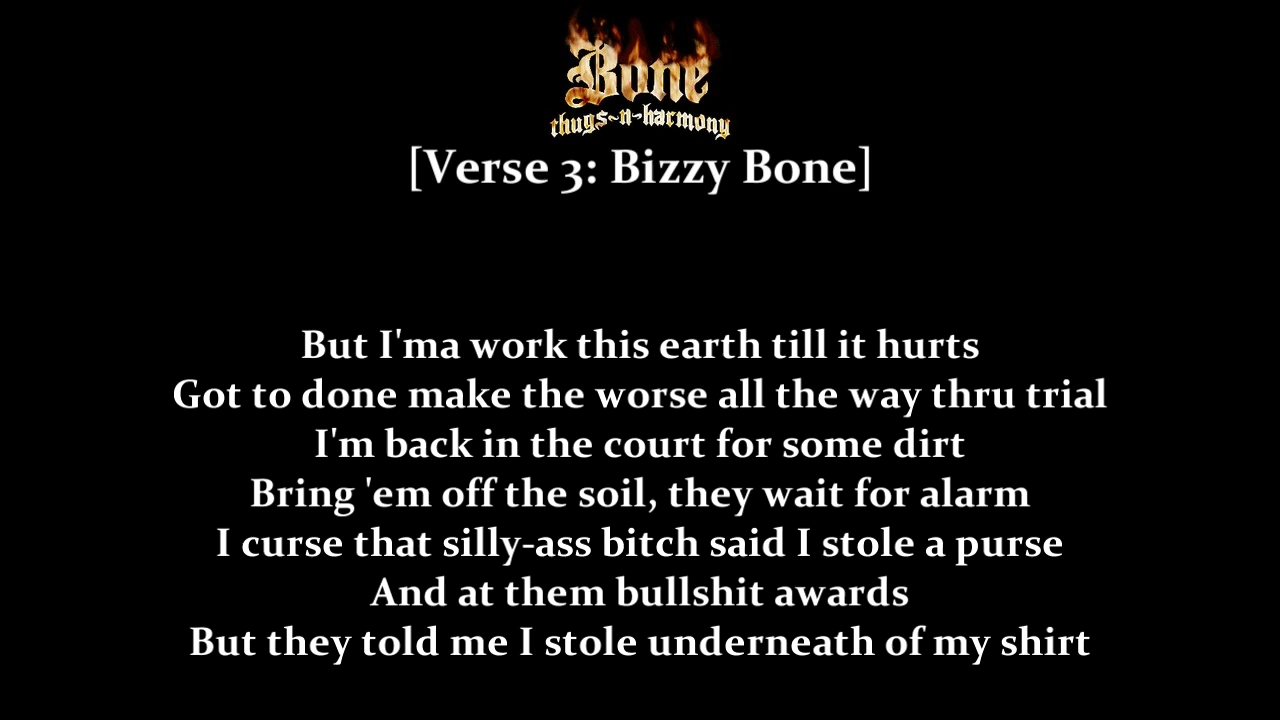 Bone
thugs~n~harmony
[Verse 3: Bizzy Bone]
But I'ma work this earth till it hurts
Got to done make the worse all the way thru trial
I'm back in the court for some dirt
Bring 'em off the soil, they wait for alarm
I curse that silly-ass bitch said I stole a purse
And at them bullshit awards
But they told me I stole underneath of my shirt